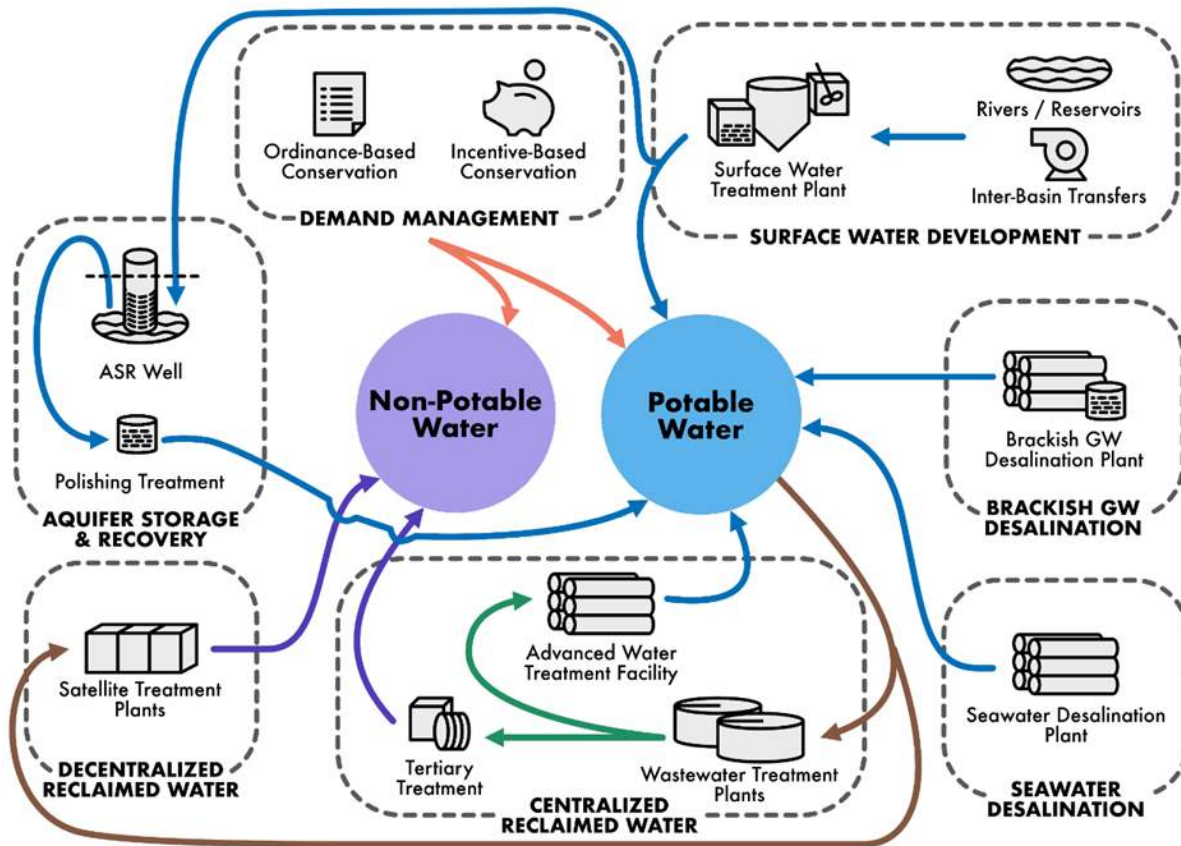 Ordinance-Based
Conservation
Incentive-Based
Conservation
DEMAND MANAGEMENT
Surface Water
Treatment Plant
Rivers / Reservoirs
Inter-Basin Transfers
SURFACE WATER DEVELOPMENT
ASR Well
Polishing Treatment
AQUIFER STORAGE
& RECOVERY
Non-Potable
Water
Potable
Water
Brackish GW
Desalination Plant
BRACKISH GW
DESALINATION
Satellite Treatment
Plants
DECENTRALIZED
RECLAIMED WATER
Advanced Water
Treatment Facility
Tertiary
Treatment
Wastewater Treatment
Plants
CENTRALIZED
RECLAIMED WATER
Seawater Desalination
Plant
SEAWATER
DESALINATION